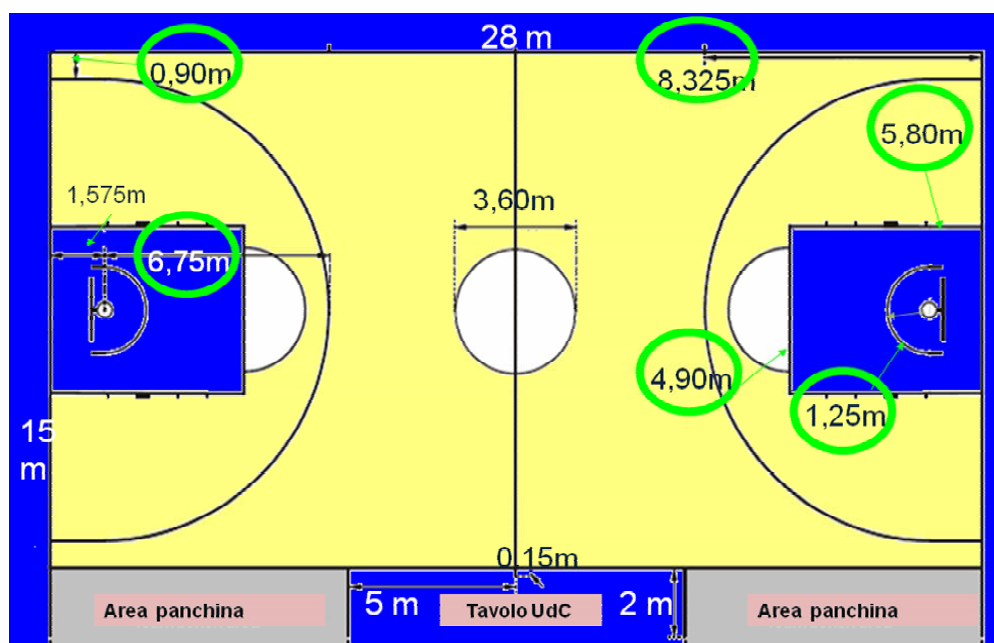 28 m
0,90m
8,325m
5,80m
1,575m
3,60m
6,75m
4,90m
1,25m
15
m
0,15m
5 m
2 m
Area panchina
Tavolo UdC
Area panchina